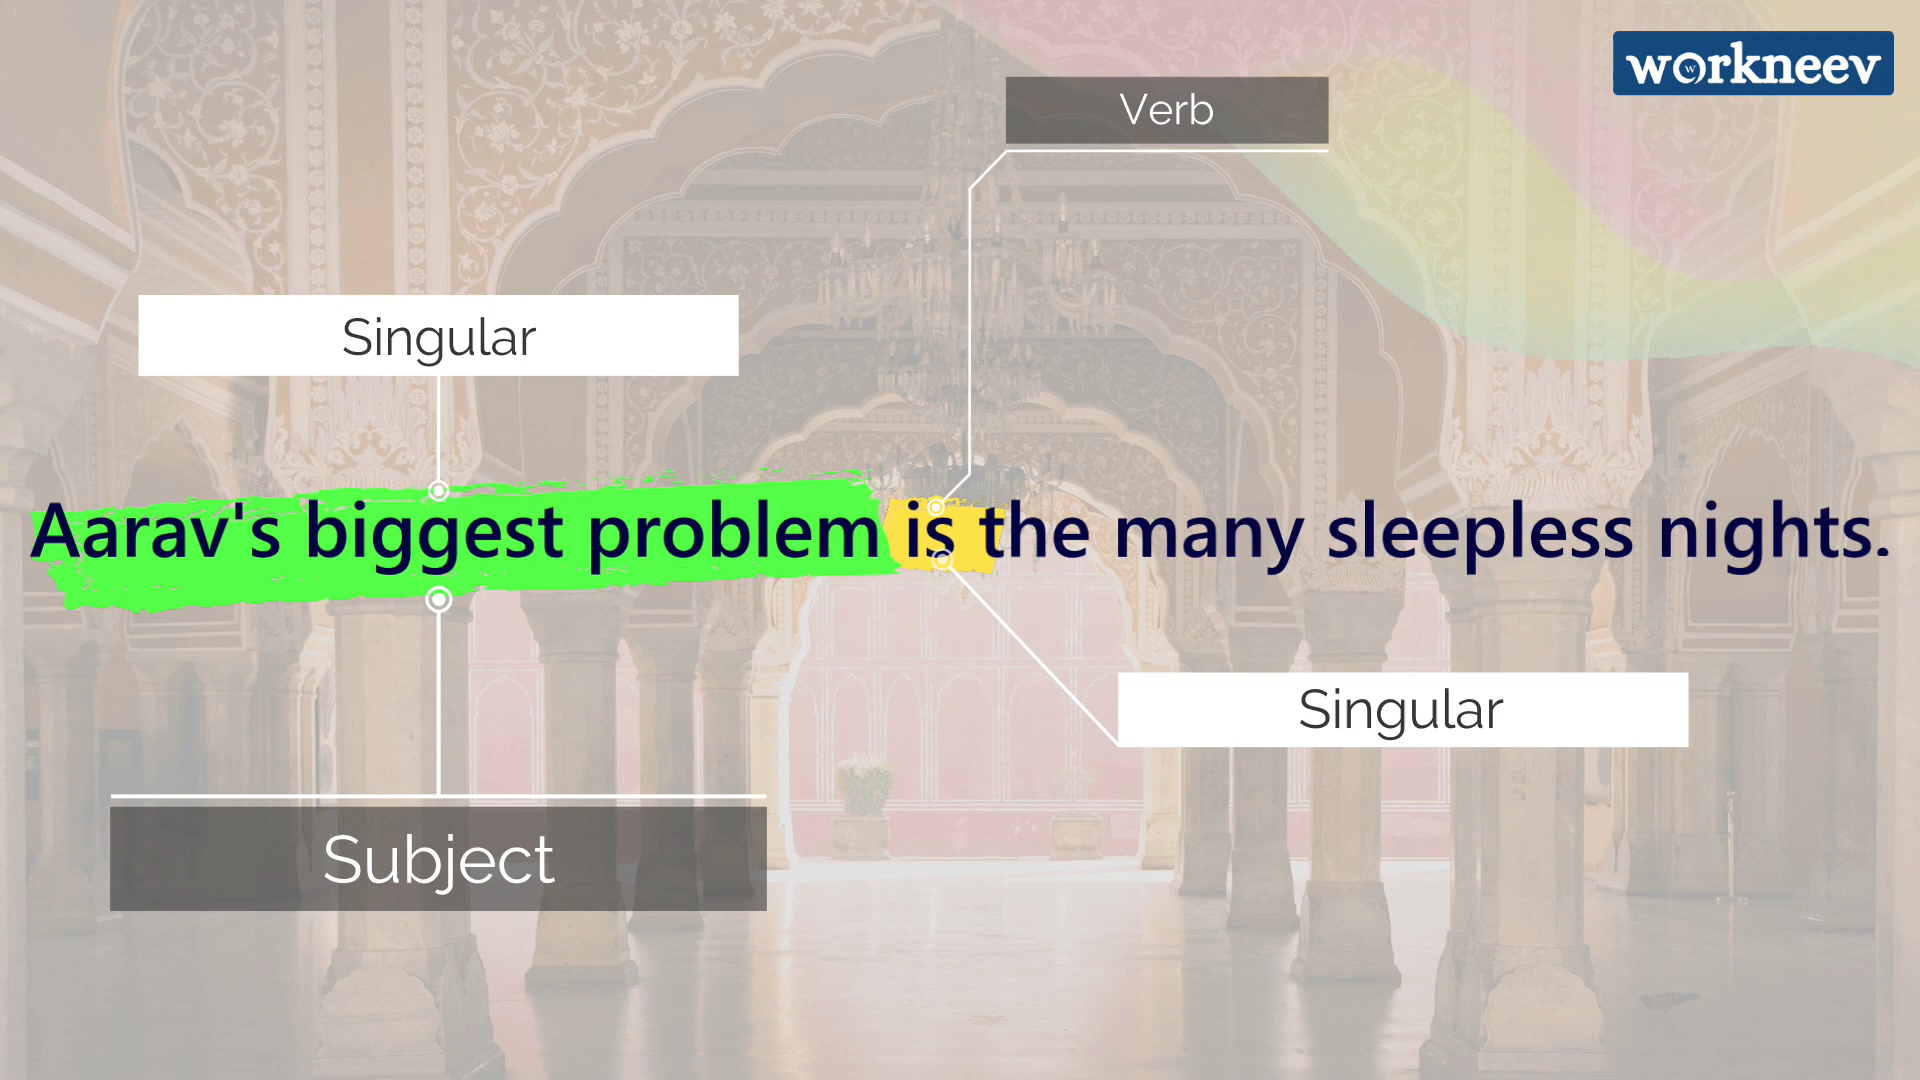 workneev
Verb
Singular
Aarav's biggest problem is the many sleepless nights.
Singular
Subject